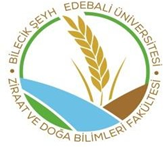 BİLECİK ŞEYH EDEBALİ ÜNİVERSİTESİ
ZİRAAT VE DOĞA BİLİMLERİ FAKÜLTESİ